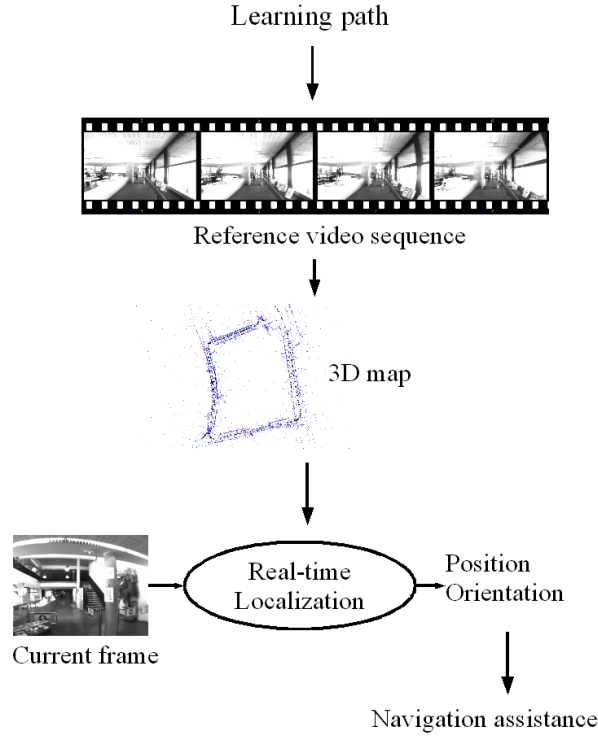 Learning path
Reference video sequence
3D map
Real-time
Localization
Position
Orientation
Current frame
Navigation assistance